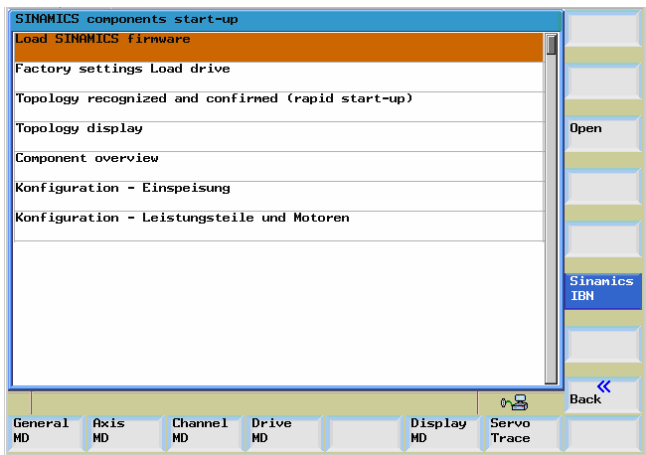 SINAMICS components start-up
Load SINAMICS firmware
Factory settings Load drive
Topology recognized and confirmed (rapid start-up)
Topology display
Component overview
Konfiguration - Einspeisung
Konfiguration - Leistungsteile und Motoren
Open
Sinamics
IBN
Back
General
MD
Axis
MD
Channel
MD
Drive
MD
Display
MD
Servo
Trace